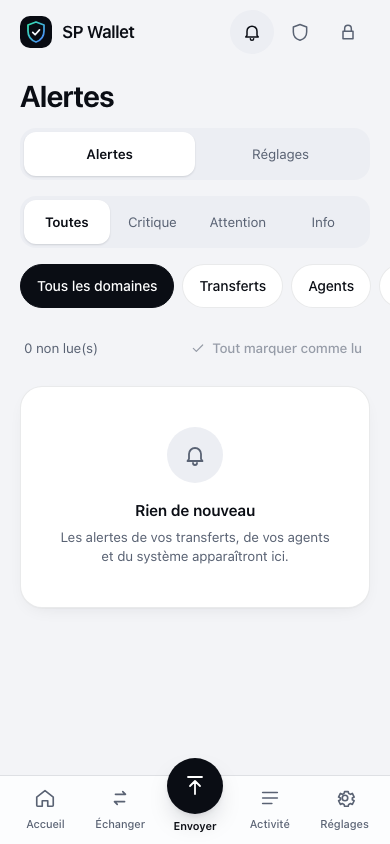 SP Wallet
Alertes
Alertes
Réglages
Toutes
Critique
Attention
Info
Tous les domaines
Transferts
Agents
0 non lue(s)
Tout marquer comme lu
Rien de nouveau
Les alertes de vos transferts, de vos agents
et du système apparaîtront ici.
Accueil
Échanger
Envoyer
Activité
Réglages